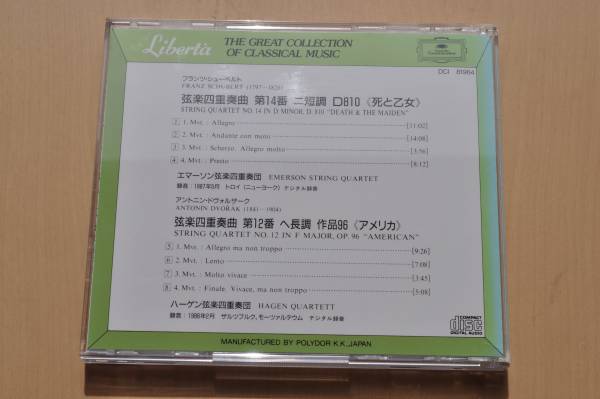 Libertà
THE GREAT COLLECTION
OF CLASSICAL MUSIC
Deutsche
Grammophon
DCI 81964
フランツ・シューベルト
FRANZ SCHUBERT (1797—1828)
弦楽四重奏曲 第14番 ニ短調 D810《死と乙女》
STRING QUARTET NO. 14 IN D MINOR, D. 810 "DEATH & THE MAIDEN"
1 1. Mvt. : Allegro [11:02]
2 2. Mvt. : Andante con moto [14:08]
3 3. Mvt. : Scherzo. Allegro molto [3:56]
4 4. Mvt. : Presto [8:12]
エマーソン弦楽四重奏団 EMERSON STRING QUARTET
録音：1987年3月 トロイ（ニューヨーク） デジタル録音
アントニン・ドヴォルザーク
ANTONIN DVOŘÁK (1841—1904)
弦楽四重奏曲 第12番 ヘ長調 作品96《アメリカ》
STRING QUARTET NO. 12 IN F MAJOR, OP. 96 "AMERICAN"
5 1. Mvt. : Allegro ma non troppo [9:26]
6 2. Mvt. : Lento [7:08]
7 3. Mvt. : Molto vivace [3:45]
8 4. Mvt. : Finale. Vivace, ma non troppo [5:08]
ハーゲン弦楽四重奏団 HAGEN QUARTETT
録音：1986年2月 ザルツブルク、モーツァルテウム デジタル録音
COMPACT
disc
DIGITAL AUDIO
MANUFACTURED BY POLYDOR K.K., JAPAN